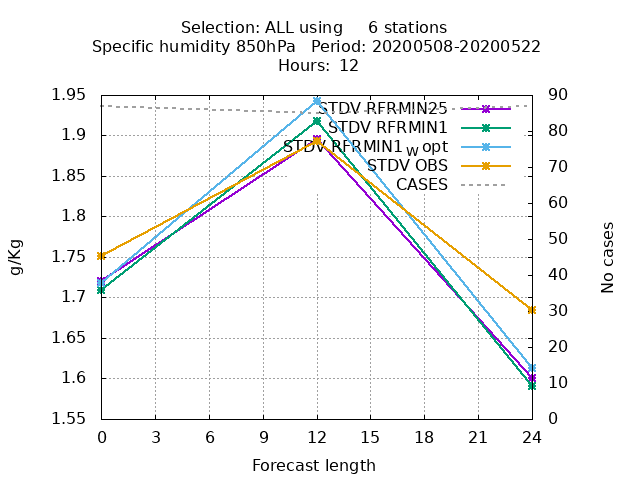 Selection: ALL using 6 stations
Specific humidity 850hPa Period: 20200508-20200522
Hours: 12
1.95
1.9
1.85
1.8
1.75
1.7
1.65
1.6
1.55
g/Kg
STDV RFRMIN25
STDV RFRMIN1
STDV RFRMIN1_W opt
STDV OBS
CASES
90
80
70
60
50
40
30
20
10
0
No cases
0 3 6 9 12 15 18 21 24
Forecast length